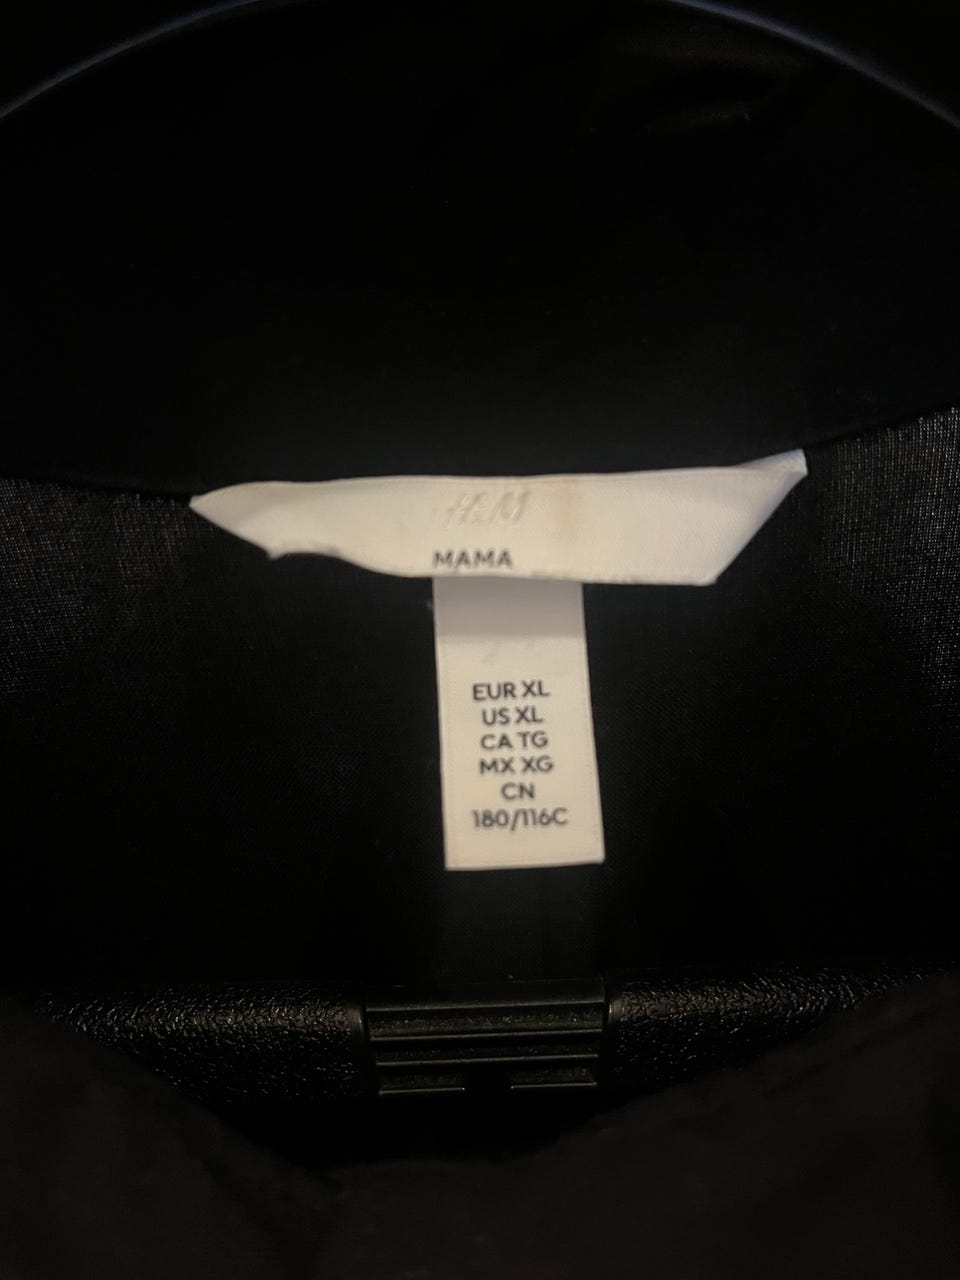 H&M
MAMA
EUR XL
US XL
CA TG
MX XG
CN
180/116C